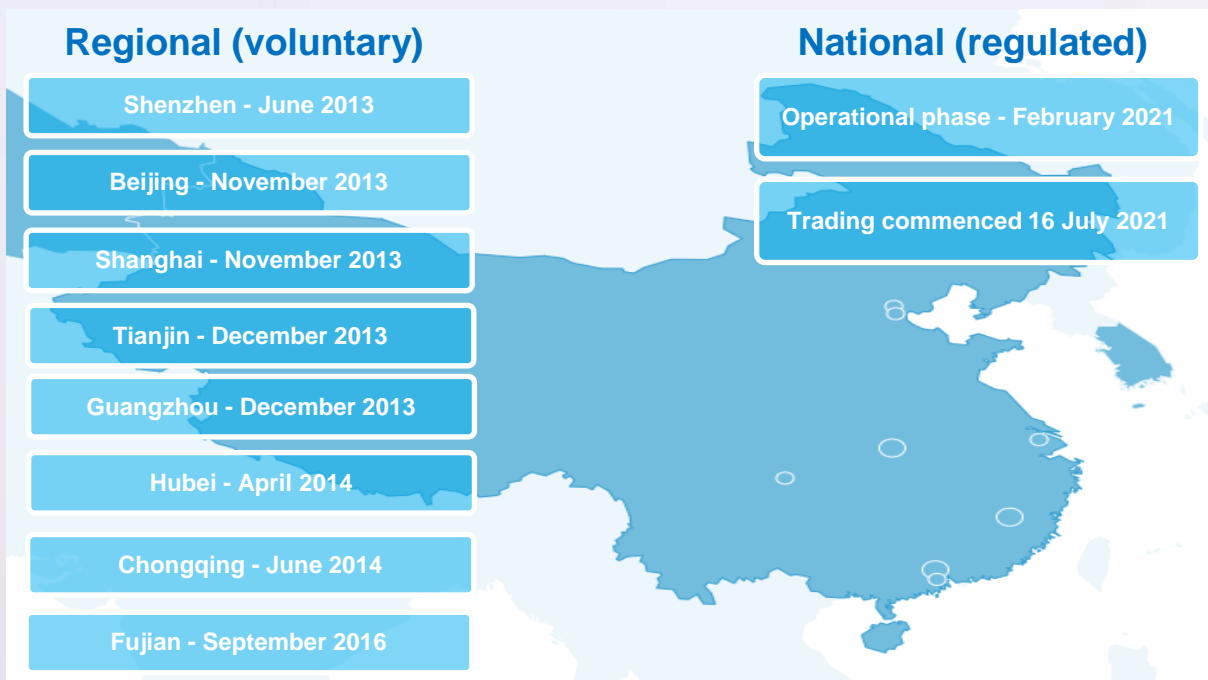 Regional (voluntary)
Shenzhen - June 2013
Beijing - November 2013
Shanghai - November 2013
Tianjin - December 2013
Guangzhou - December 2013
Hubei - April 2014
Chongqing - June 2014
Fujian - September 2016
National (regulated)
Operational phase - February 2021
Trading commenced 16 July 2021